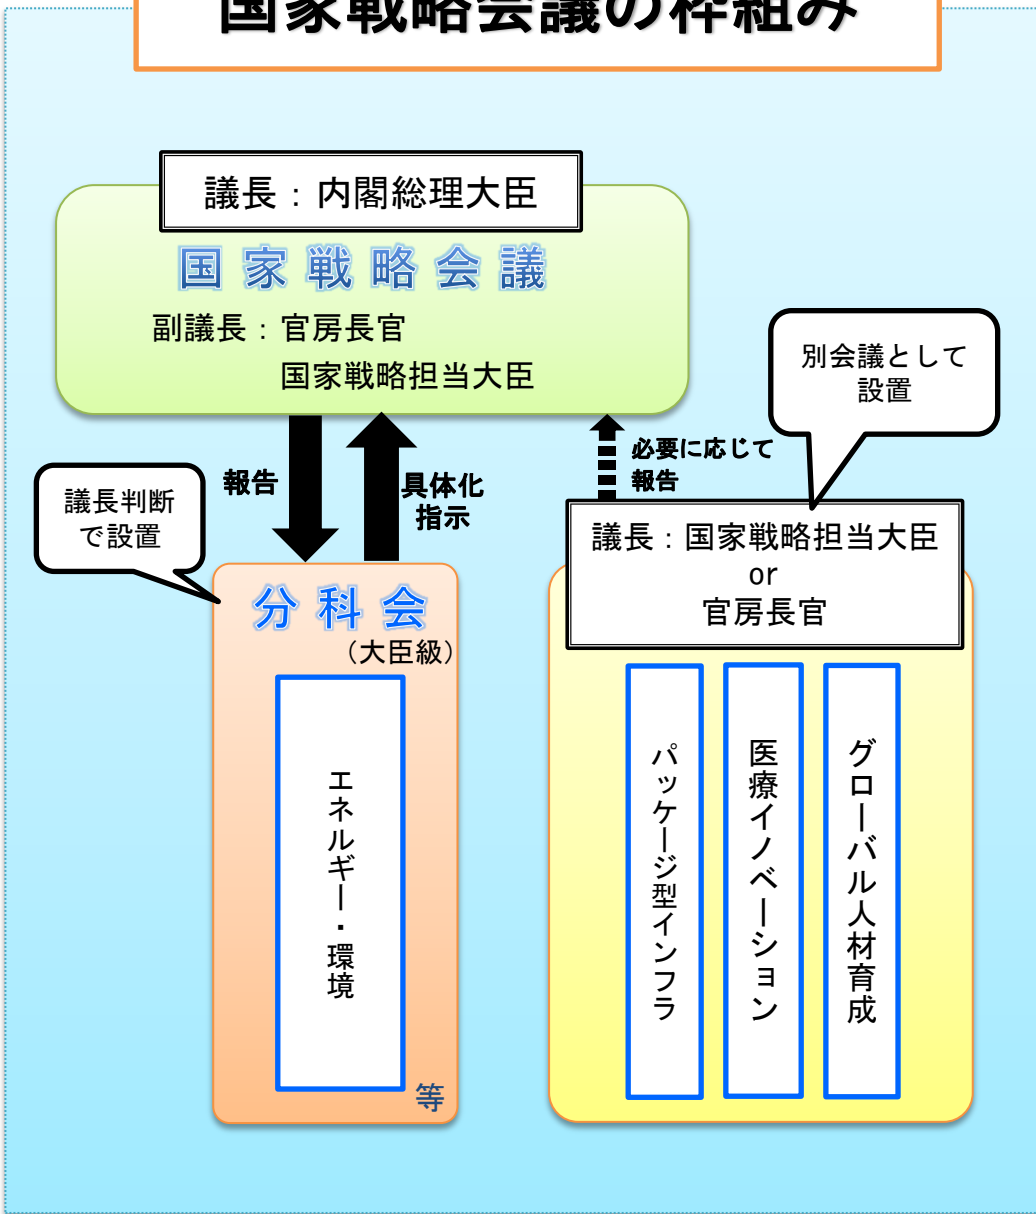 国家戦略会議の枠組み
議長：内閣総理大臣
国家戦略会議
副議長：官房長官
国家戦略担当大臣
別会議として
設置
必要に応じて
報告
報告
具体化
指示
議長判断
で設置
議長：国家戦略担当大臣
or
官房長官
分科会
（大臣級）
エネルギー・環境
等
パッケージ型インフラ
医療イノベーション
グローバル人材育成